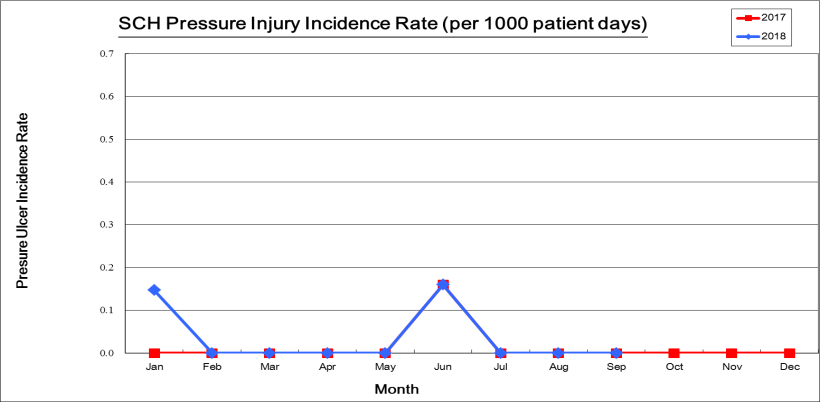 SCH Pressure Injury Incidence Rate (per 1000 patient days)
2017
2018
Presure Ulcer Incidence Rate
0.7
0.6
0.5
0.4
0.3
0.2
0.1
0.0
Jan Feb Mar Apr May Jun Jul Aug Sep Oct Nov Dec
Month